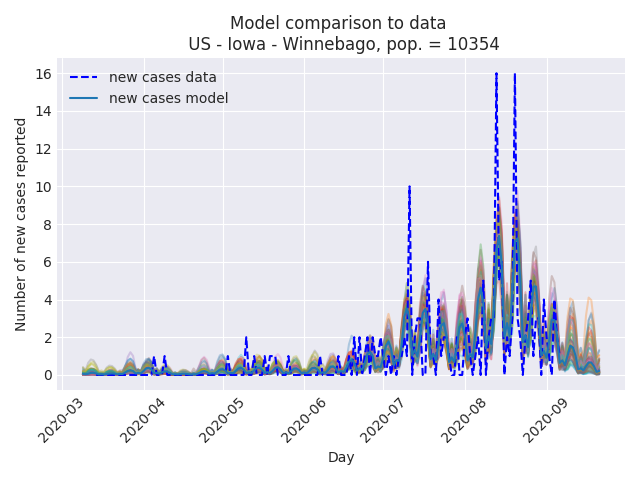 Model comparison to data
US - Iowa - Winnebago, pop. = 10354
new cases data
new cases model
Number of new cases reported
16
14
12
10
8
6
4
2
0
2020-03
2020-04
2020-05
2020-06
2020-07
2020-08
2020-09
Day